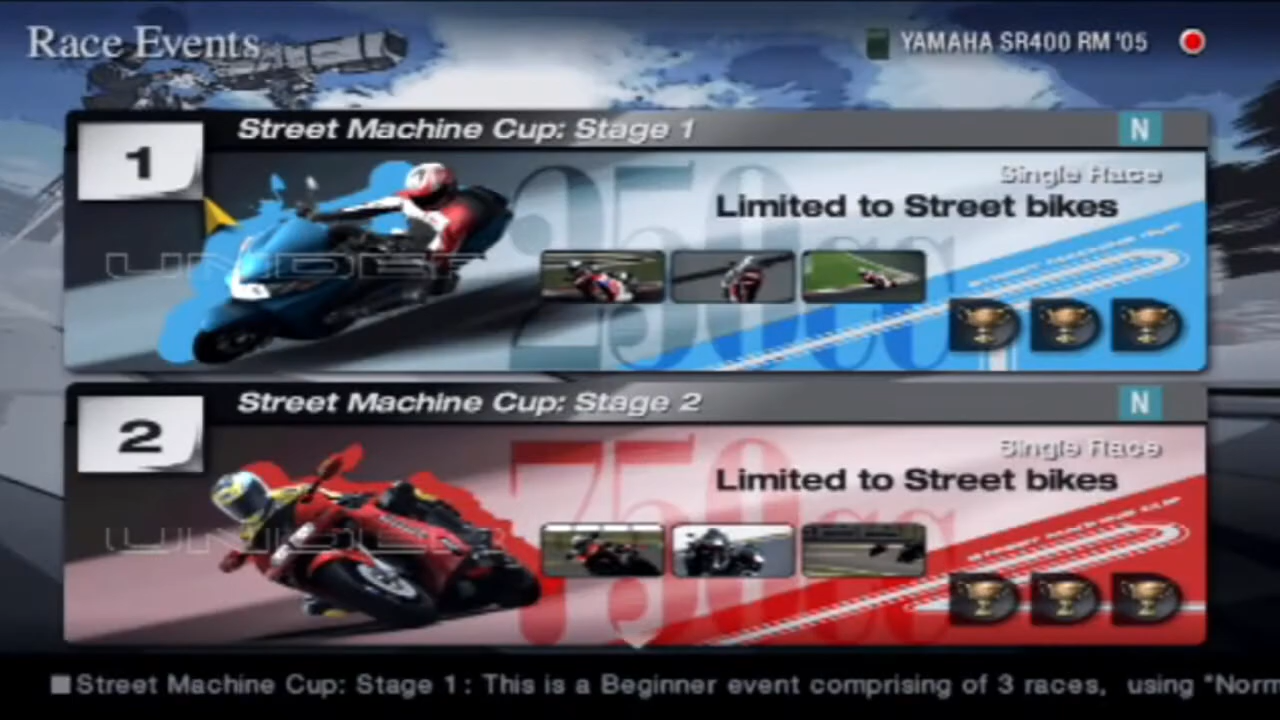 Race Events
YAMAHA SR400 RM '05
1
Street Machine Cup: Stage 1
N
Single Race
Limited to Street bikes
UNDER
250cc
2
Street Machine Cup: Stage 2
N
Single Race
Limited to Street bikes
UNDER
750cc
■Street Machine Cup: Stage 1: This is a Beginner event comprising of 3 races, using "Norm